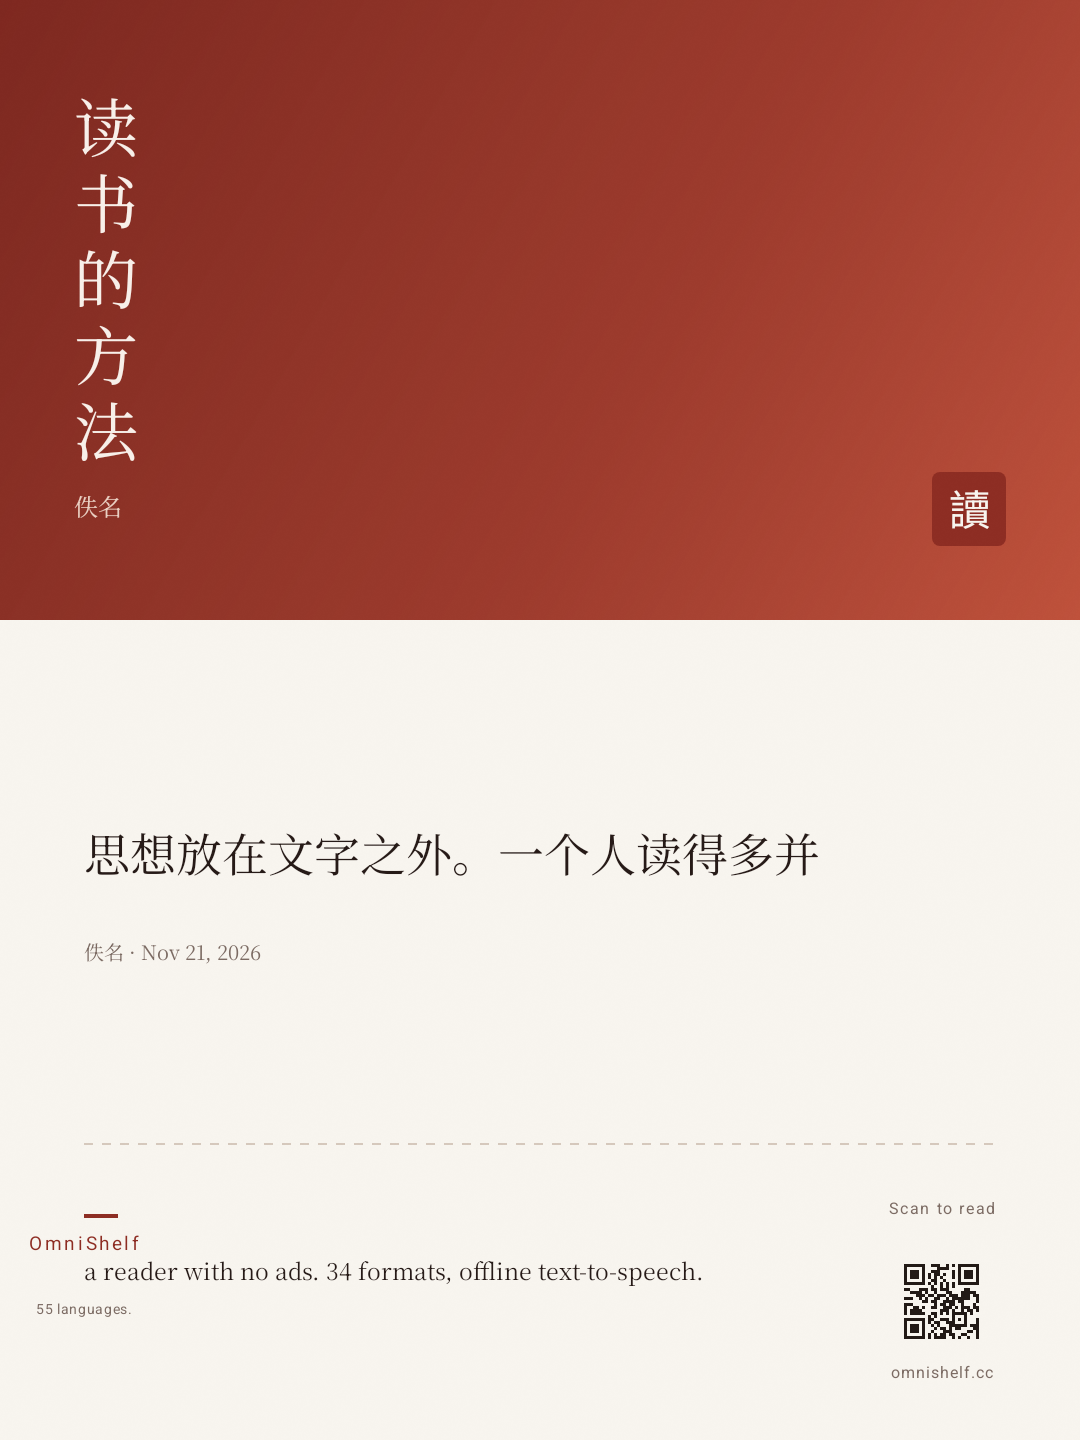 读书的方法
佚名
讀
思想放在文字之外。一个人读得多并
佚名 · Nov 21, 2026
OmniShelf
a reader with no ads. 34 formats, offline text-to-speech.
55 languages.
Scan to read
omnishelf.cc